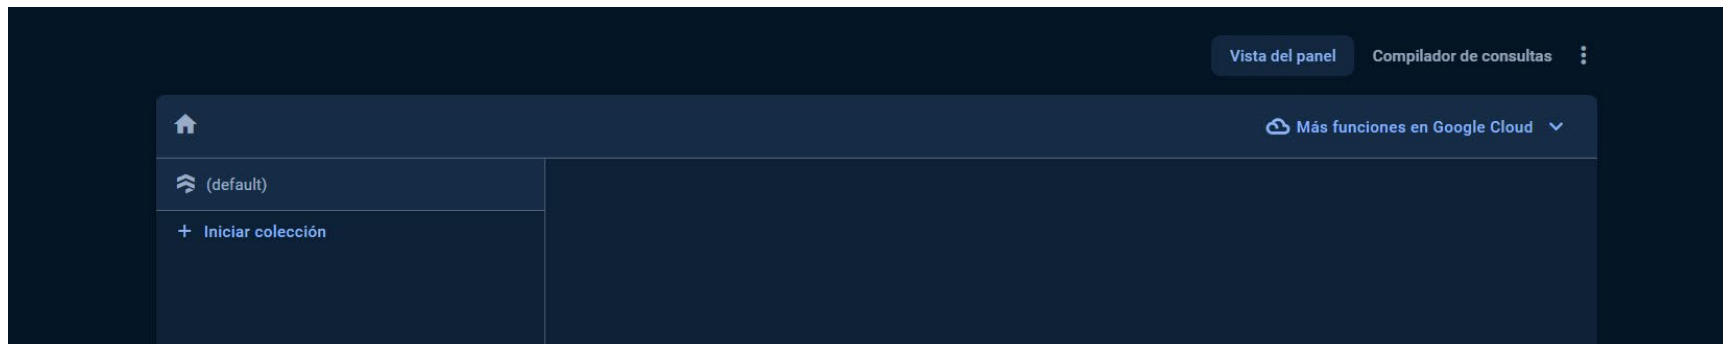 Vista del panel Compilador de consultas
Más funciones en Google Cloud
(default)
+ Iniciar colección